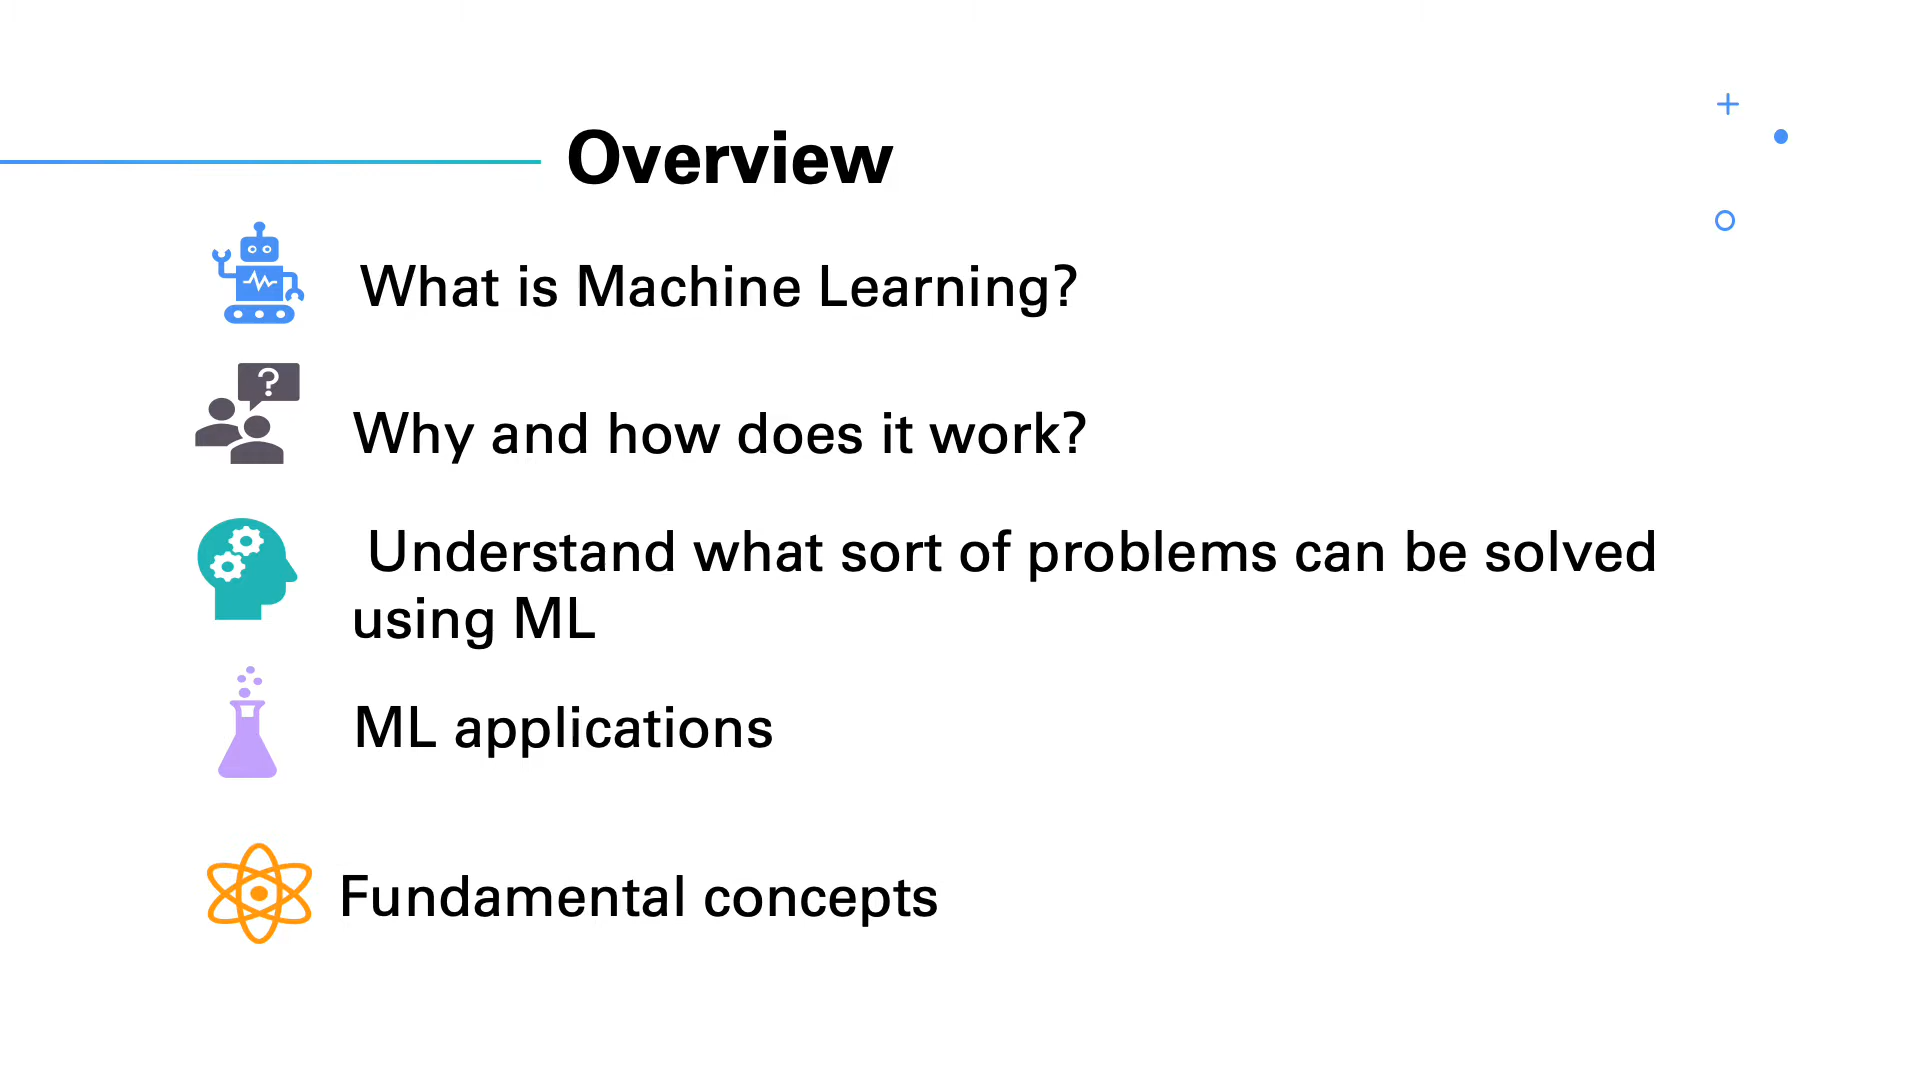 Overview
What is Machine Learning?
?
Why and how does it work?
Understand what sort of problems can be solved
using ML
ML applications
Fundamental concepts